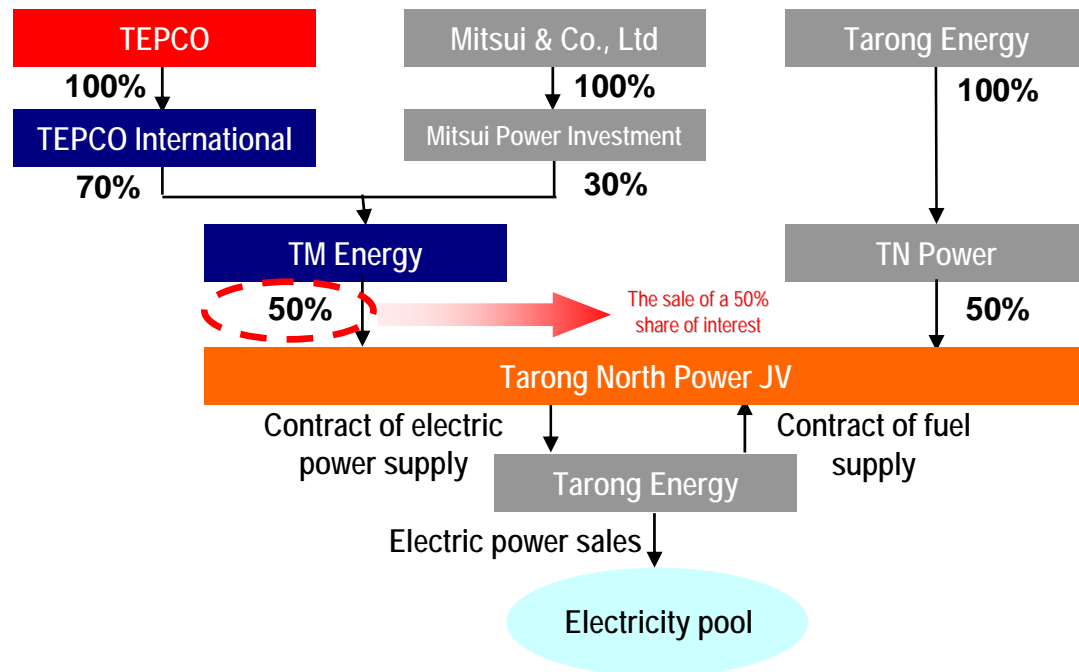 TEPCO
Mitsui & Co., Ltd
Tarong Energy
100%
100%
100%
TEPCO International
Mitsui Power Investment
70%
30%
TM Energy
TN Power
50%
The sale of a 50%
share of interest
50%
Tarong North Power JV
Contract of electric
power supply
Contract of fuel
supply
Tarong Energy
Electric power sales
Electricity pool